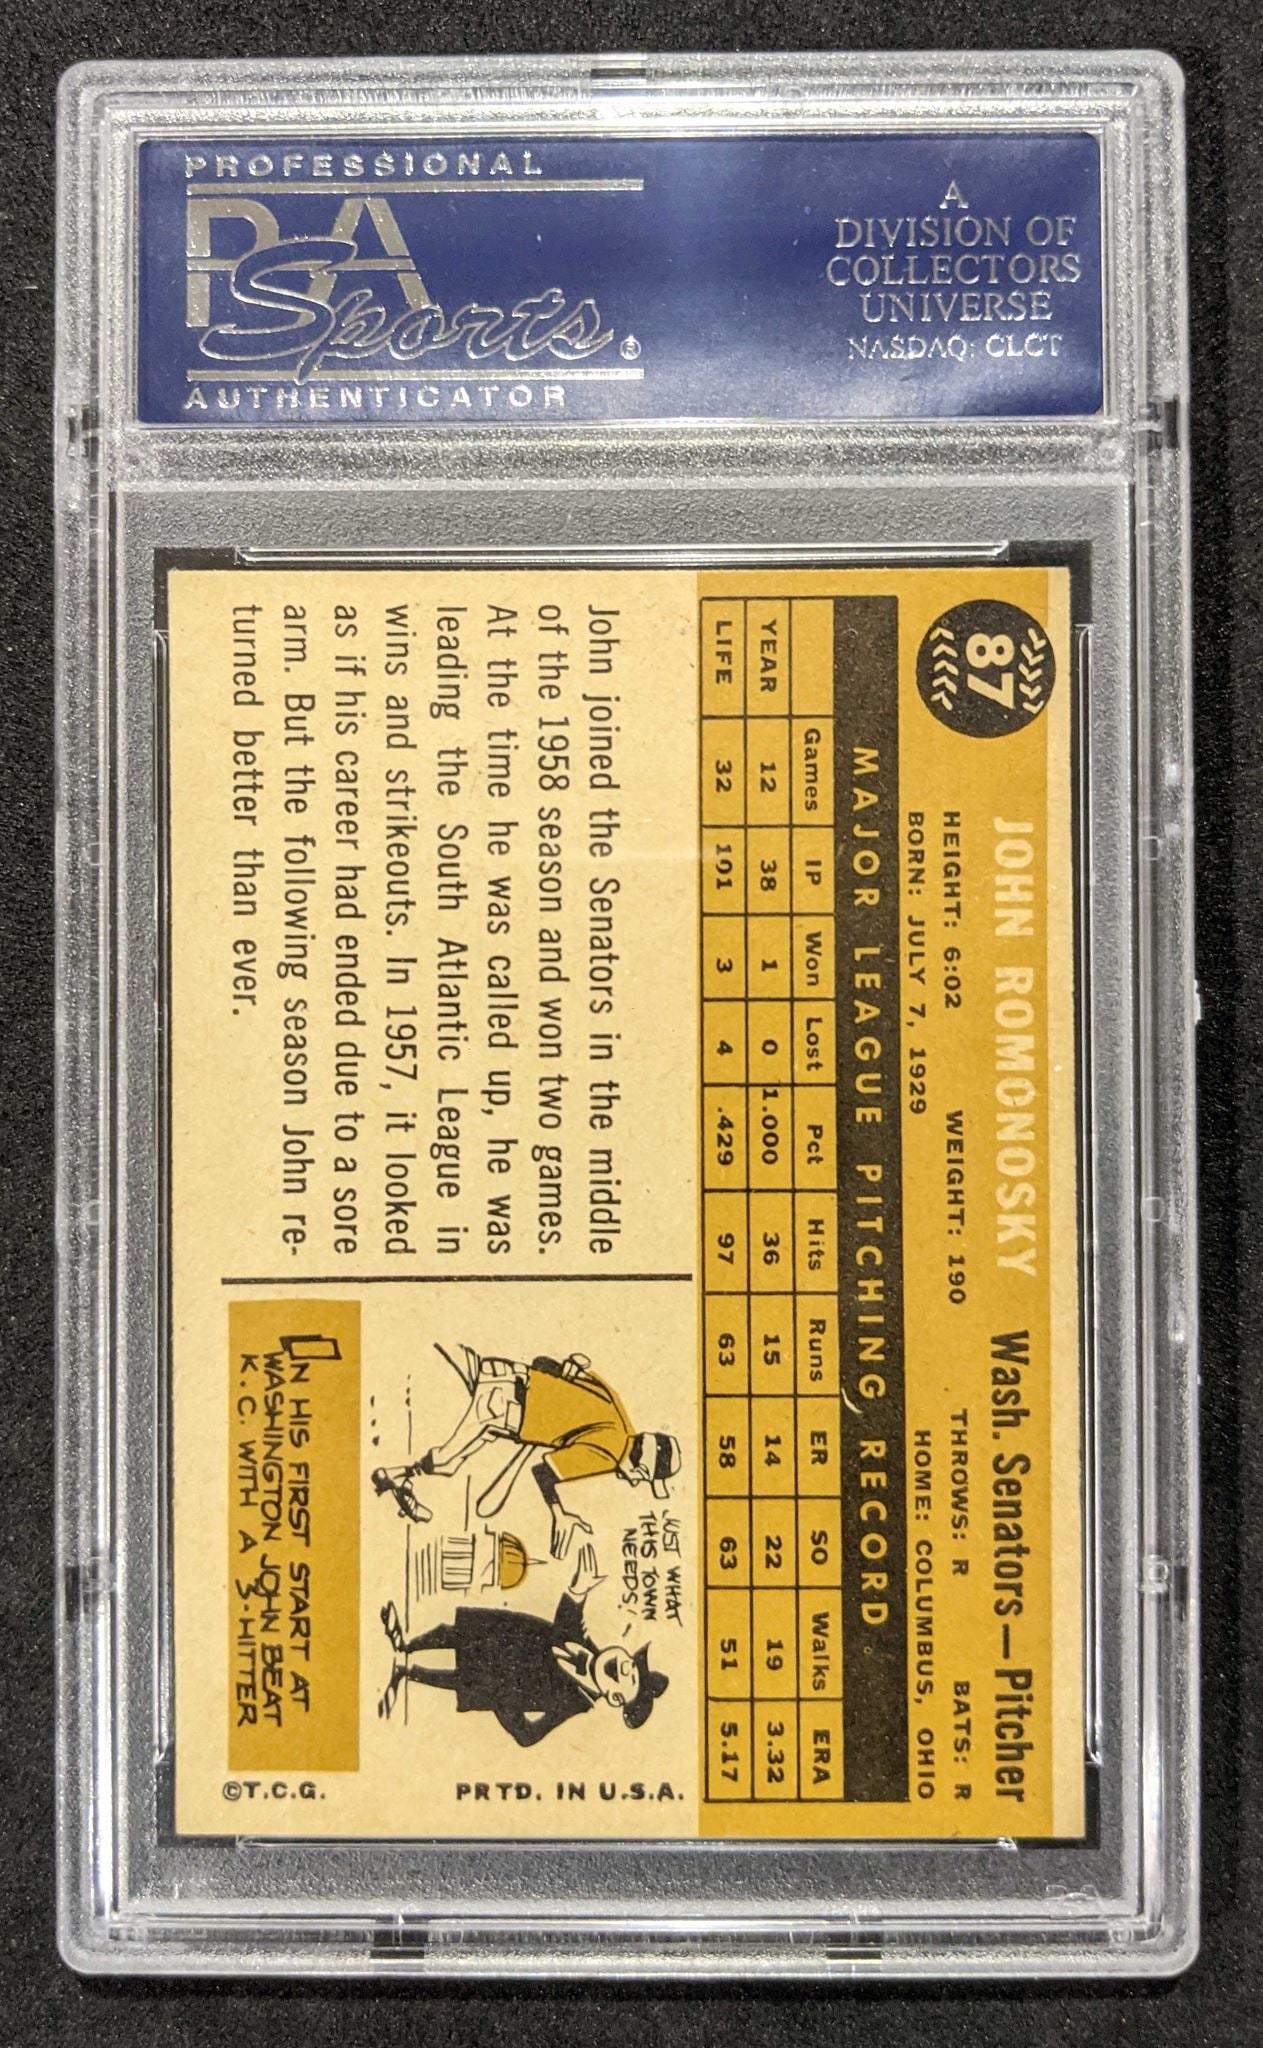 PROFESSIONAL
PSA
Sports®
AUTHENTICATOR
A
DIVISION OF
COLLECTORS
UNIVERSE
NASDAQ: CLCT
87
JOHN ROMONOSKY Wash. Senators—Pitcher
HEIGHT: 6:02 WEIGHT: 190 THROWS: R BATS: R
BORN: JULY 7, 1929 HOME: COLUMBUS, OHIO
MAJOR LEAGUE PITCHING RECORD
Games IP Won Lost Pct Hits Runs ER SO Walks ERA
YEAR 12 38 1 0 1.000 36 15 14 22 19 3.32
LIFE 32 101 3 4 .429 97 63 58 63 51 5.17
John joined the Senators in the middle
of the 1958 season and won two games.
At the time he was called up, he was
leading the South Atlantic League in
wins and strikeouts. In 1957, it looked
as if his career had ended due to a sore
arm. But the following season John re-
turned better than ever.
JUST WHAT
THIS TOWN
NEEDS!
IN HIS FIRST START AT
WASHINGTON JOHN BEAT
K.C. WITH A 3-HITTER
©T.C.G. PRTD. IN U.S.A.